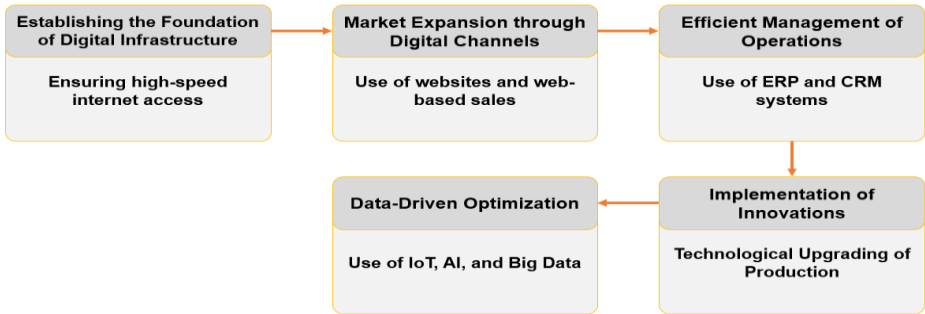 Establishing the Foundation
of Digital Infrastructure
Ensuring high-speed
internet access
Market Expansion through
Digital Channels
Use of websites and web-
based sales
Efficient Management of
Operations
Use of ERP and CRM
systems
Implementation of
Innovations
Technological Upgrading of
Production
Data-Driven Optimization
Use of IoT, AI, and Big Data